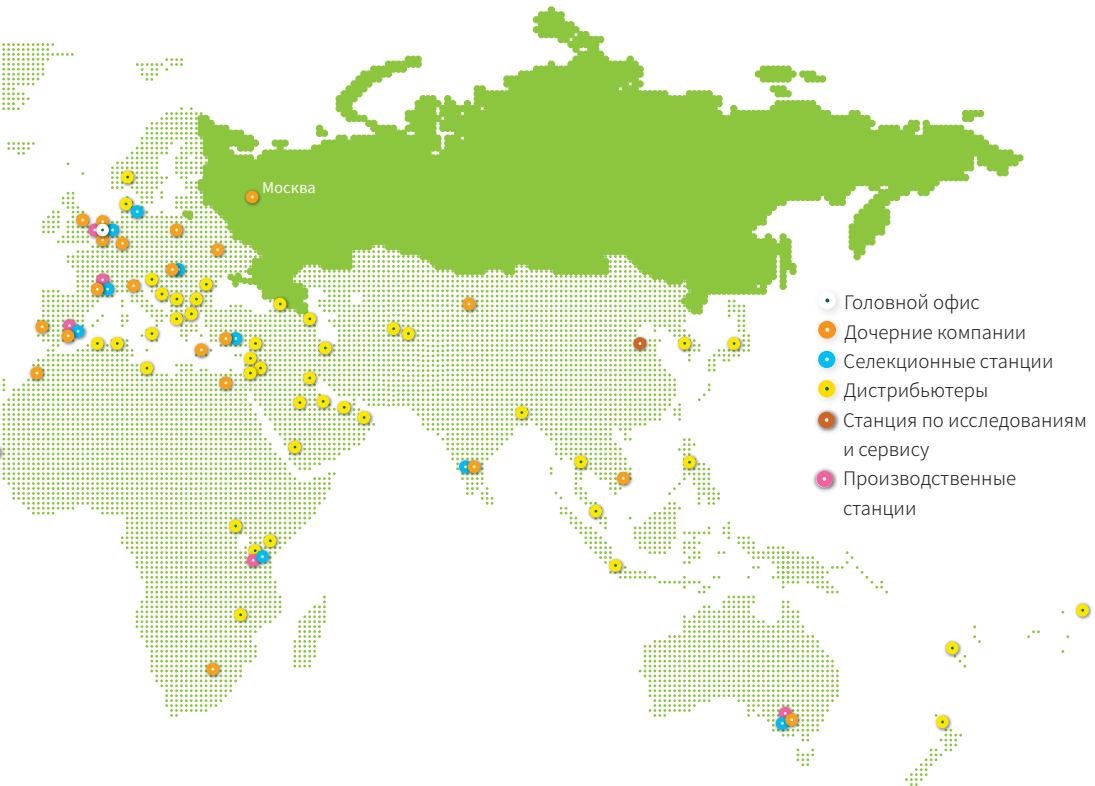 Москва
Головной офис
Дочерние компании
Селекционные станции
Дистрибьютеры
Станция по исследованиям
и сервису
Производственные
станции